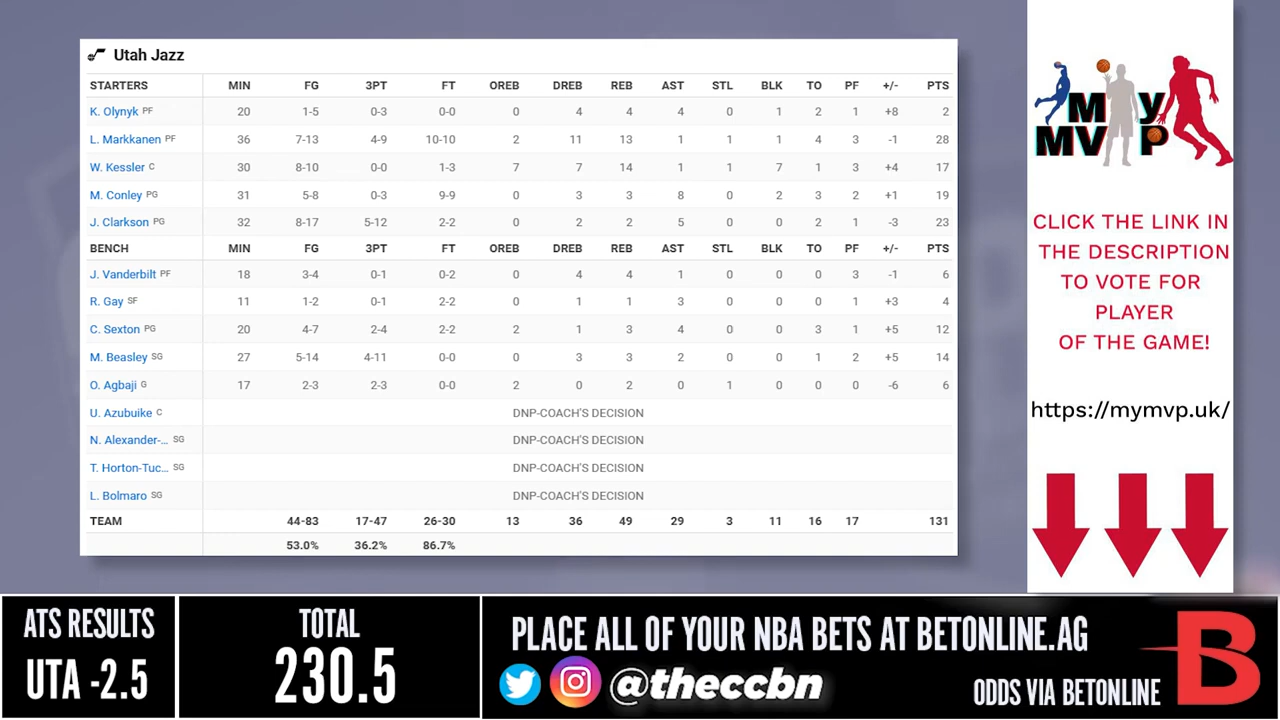 Utah Jazz
STARTERS MIN FG 3PT FT OREB DREB REB AST STL BLK TO PF +/- PTS
K. Olynyk PF 20 1-5 0-3 0-0 0 4 4 4 0 1 2 1 +8 2
L. Markkanen PF 36 7-13 4-9 10-10 2 11 13 1 1 1 4 3 -1 28
W. Kessler C 30 8-10 0-0 1-3 7 7 14 1 1 7 1 3 +4 17
M. Conley PG 31 5-8 0-3 9-9 0 3 3 8 0 2 3 2 +1 19
J. Clarkson PG 32 8-17 5-12 2-2 0 2 2 5 0 0 2 1 -3 23
BENCH MIN FG 3PT FT OREB DREB REB AST STL BLK TO PF +/- PTS
J. Vanderbilt PF 18 3-4 0-1 0-2 0 4 4 1 0 0 0 3 -1 6
R. Gay SF 11 1-2 0-1 2-2 0 1 1 3 0 0 0 1 +3 4
C. Sexton PG 20 4-7 2-4 2-2 2 1 3 4 0 0 3 1 +5 12
M. Beasley SG 27 5-14 4-11 0-0 0 3 3 2 0 0 1 2 +5 14
O. Agbaji G 17 2-3 2-3 0-0 2 0 2 0 1 0 0 0 -6 6
U. Azubuike C DNP-COACH'S DECISION
N. Alexander-... SG DNP-COACH'S DECISION
T. Horton-Tuc... SG DNP-COACH'S DECISION
L. Bolmaro SG DNP-COACH'S DECISION
TEAM 44-83 17-47 26-30 13 36 49 29 3 11 16 17 131
53.0% 36.2% 86.7%
My
MVP
CLICK THE LINK IN
THE DESCRIPTION
TO VOTE FOR
PLAYER
OF THE GAME!
https://mymvp.uk/
ATS RESULTS
UTA -2.5
TOTAL
230.5
PLACE ALL OF YOUR NBA BETS AT BETONLINE.AG
@theccbn
ODDS VIA BETONLINE
B